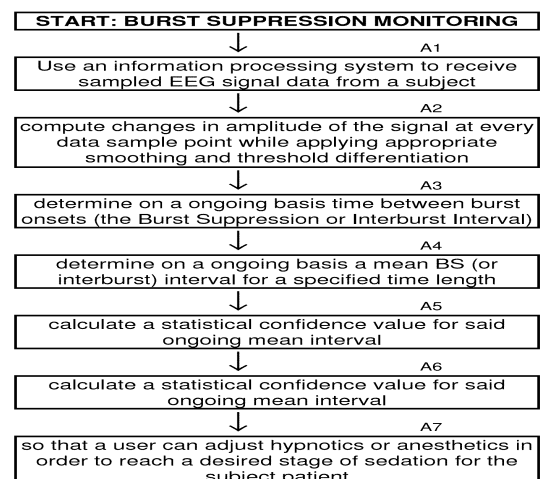 START: BURST SUPPRESSION MONITORING
A1
Use an information processing system to receive
sampled EEG signal data from a subject
A2
compute changes in amplitude of the signal at every
data sample point while applying appropriate
smoothing and threshold differentiation
A3
determine on a ongoing basis time between burst
onsets (the Burst Suppression or Interburst Interval)
A4
determine on a ongoing basis a mean BS (or
interburst) interval for a specified time length
A5
calculate a statistical confidence value for said
ongoing mean interval
A6
calculate a statistical confidence value for said
ongoing mean interval
A7
so that a user can adjust hypnotics or anesthetics in
order to reach a desired stage of sedation for the
subject patient